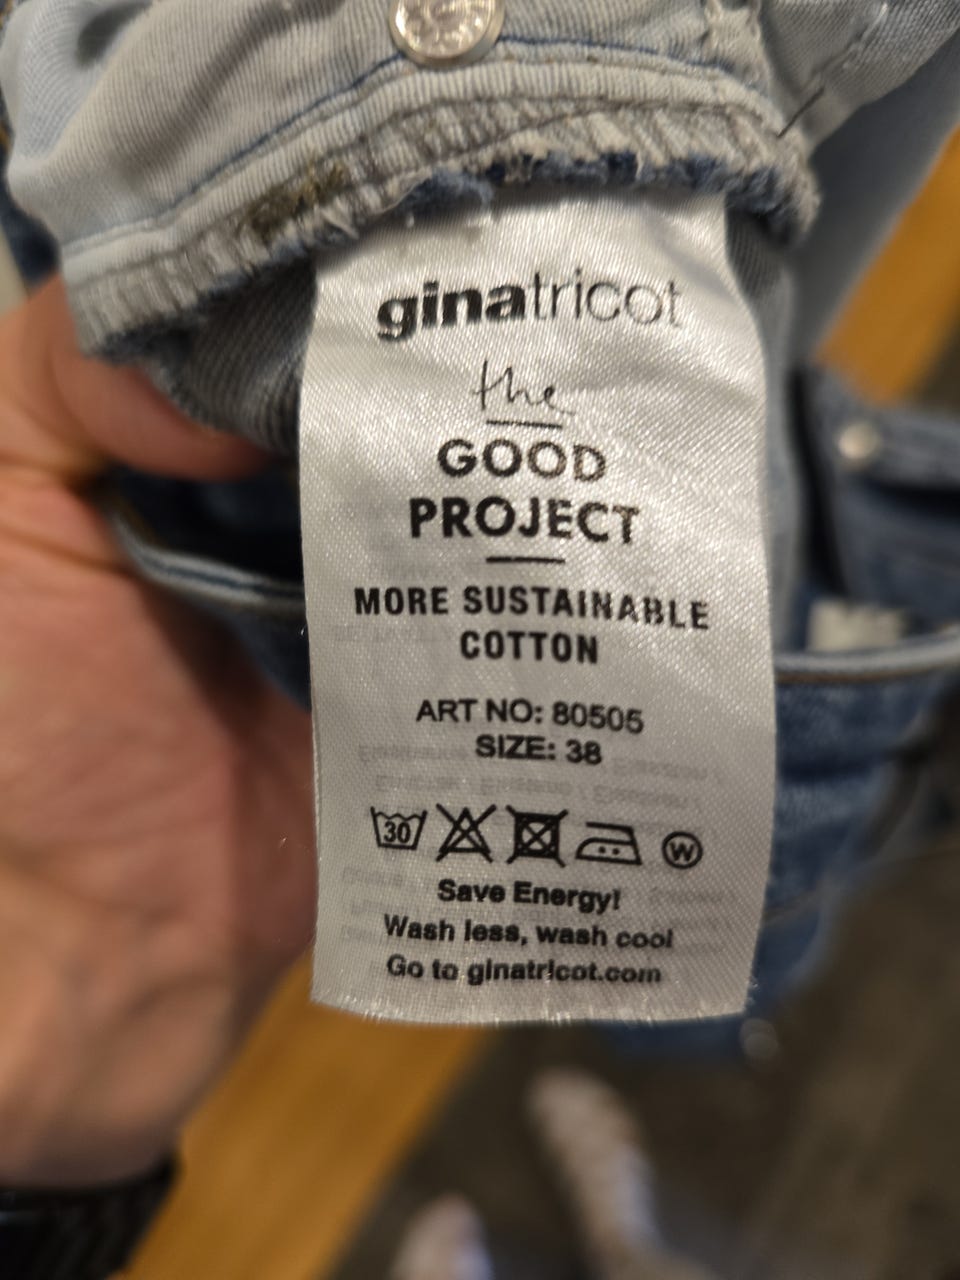 ginatricot
the
GOOD
PROJECT
MORE SUSTAINABLE
COTTON
ART NO: 80505
SIZE: 38
30
W
Save Energy!
Wash less, wash cool
Go to ginatricot.com